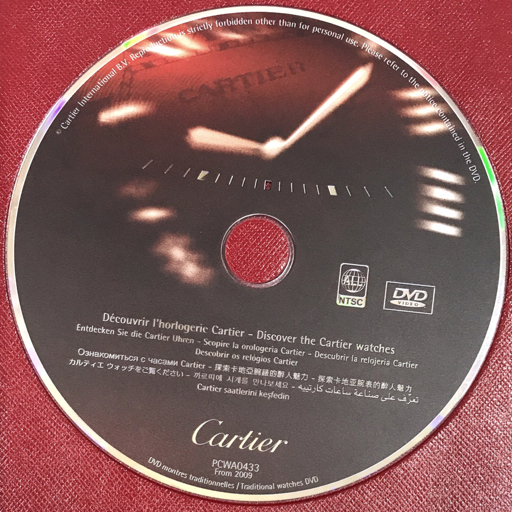 © Cartier International B.V. Reproduction is strictly forbidden other than for personal use. Please refer to the notice contained in the DVD.
CARTIER
ALL
NTSC
DVD
VIDEO
Découvrir l'horlogerie Cartier - Discover the Cartier watches
Entdecken Sie die Cartier Uhren - Scoprire la orologeria Cartier - Descubrir la relojería Cartier
Descobrir os relógios Cartier
Ознакомиться с часами Cartier - 探索卡地亞腕錶的醉人魅力 - 探索卡地亚腕表的醉人魅力
カルティエ ウォッチをご覧ください - 까르띠에 시계를 만나보세요 - تعرّف على صناعة ساعات كارتييه
Cartier saatlerini keşfedin
Cartier
PCWA0433
From 2009
DVD montres traditionnelles / Traditional watches DVD